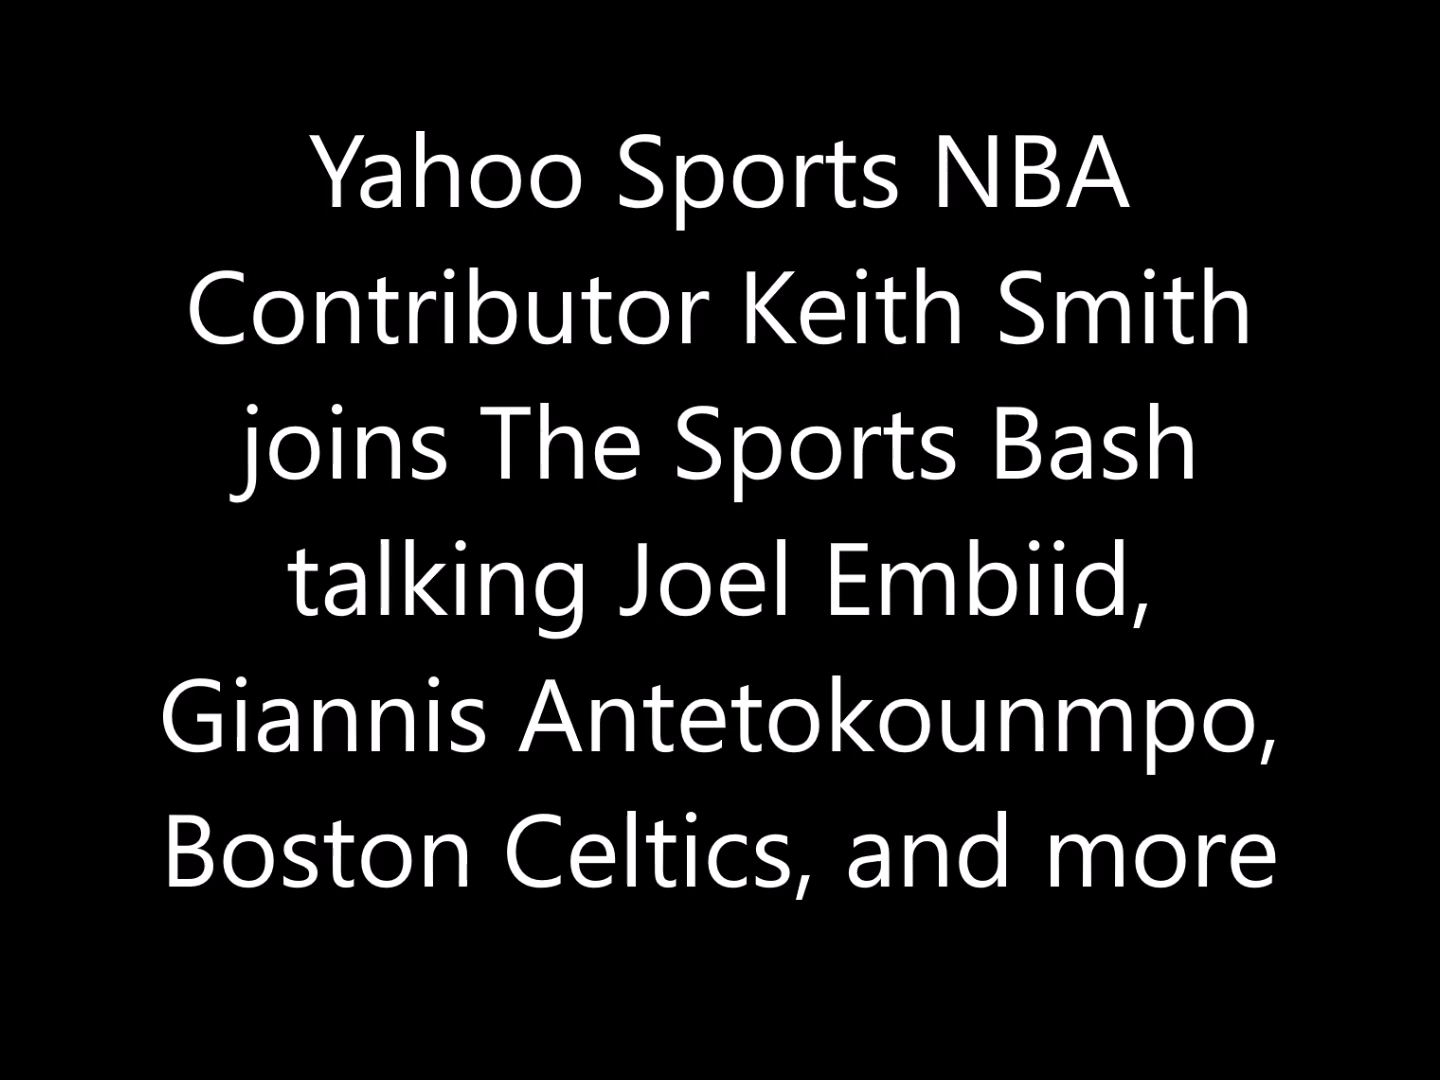 Yahoo Sports NBA
Contributor Keith Smith
joins The Sports Bash
talking Joel Embiid,
Giannis Antetokounmpo,
Boston Celtics, and more